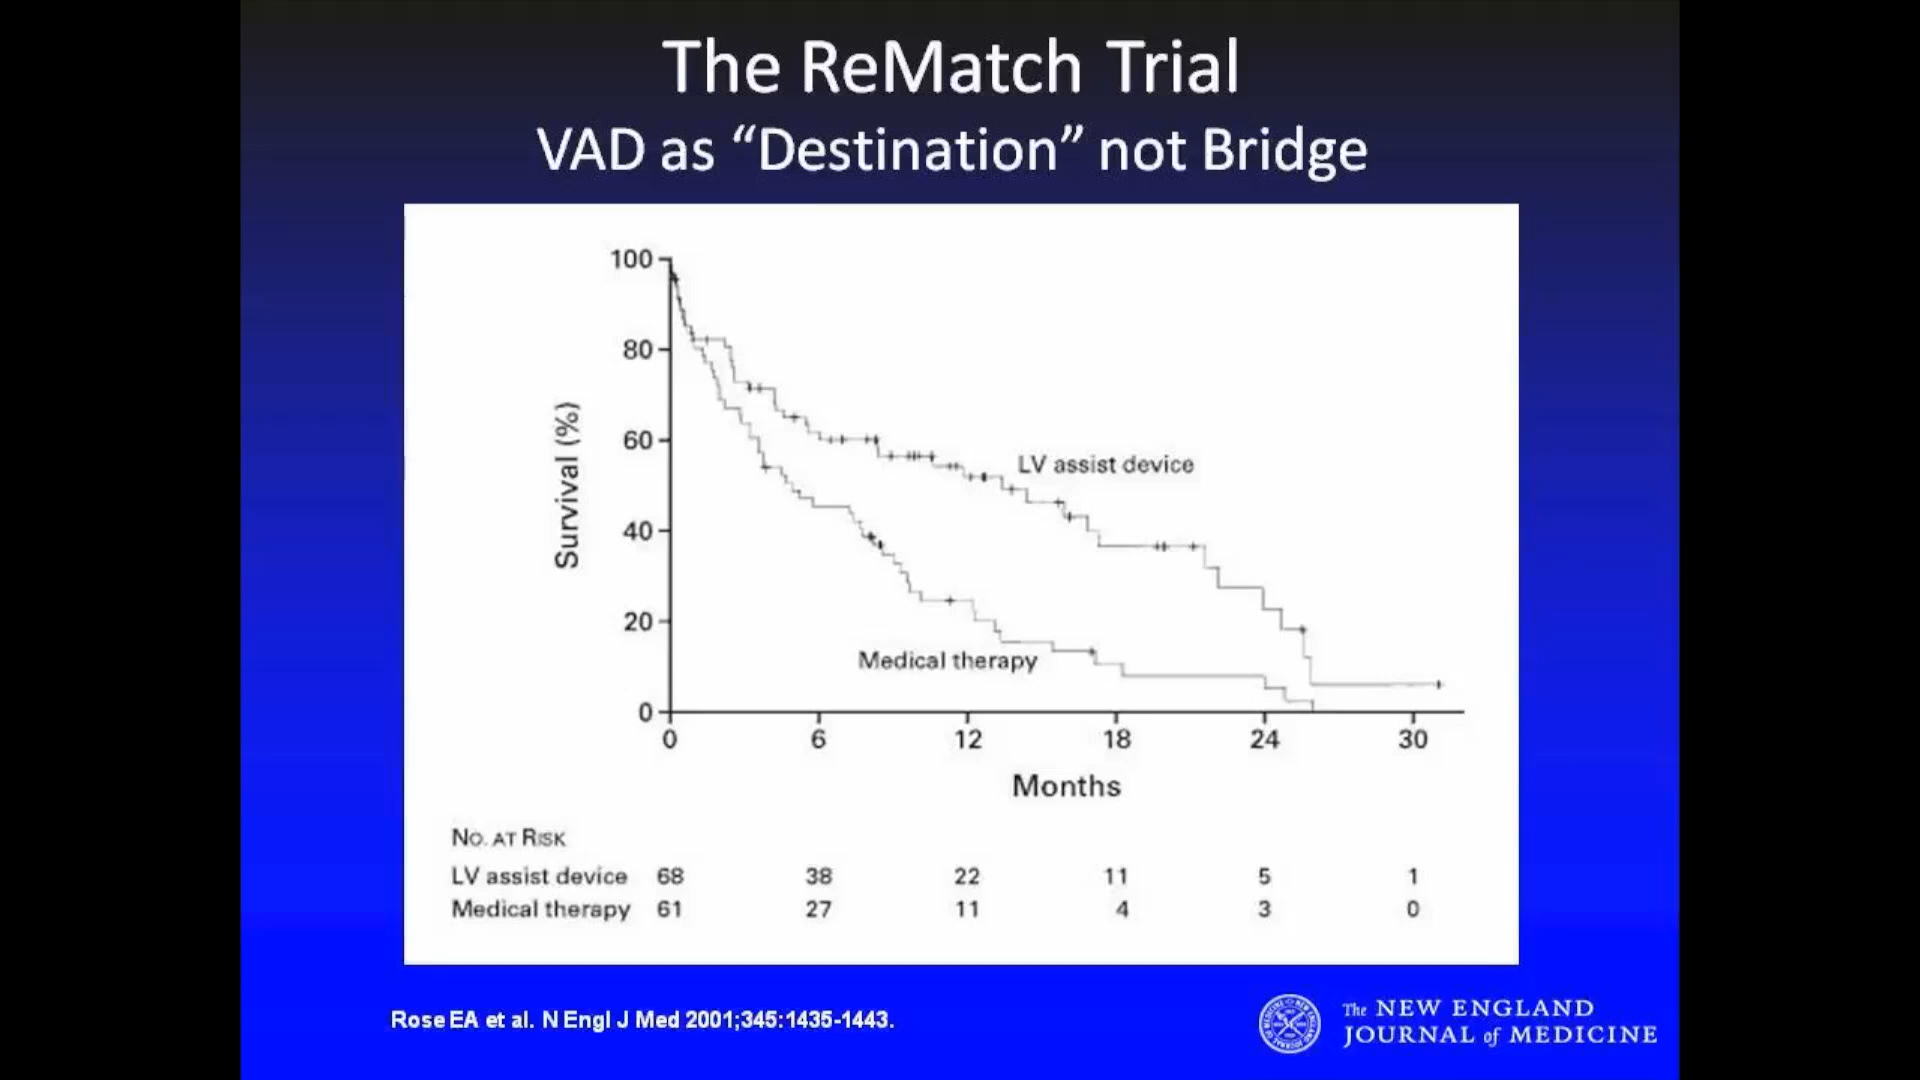 The ReMatch Trial
VAD as “Destination” not Bridge
100
80
60
40
20
0
Survival (%)
LV assist device
Medical therapy
0 6 12 18 24 30
Months
No. at Risk
LV assist device 68 38 22 11 5 1
Medical therapy 61 27 11 4 3 0
Rose EA et al. N Engl J Med 2001;345:1435-1443.
The NEW ENGLAND
JOURNAL of MEDICINE